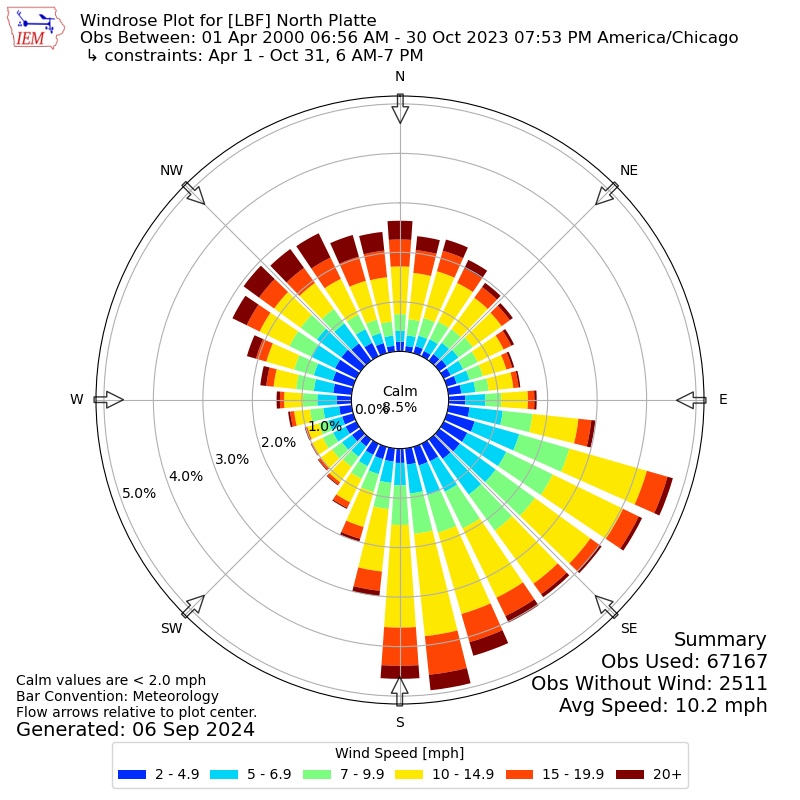 IEM
Windrose Plot for [LBF] North Platte
Obs Between: 01 Apr 2000 06:56 AM - 30 Oct 2023 07:53 PM America/Chicago
↳ constraints: Apr 1 - Oct 31, 6 AM-7 PM
N
NW
NE
W
Calm
8.5%
E
0.0%
1.0%
2.0%
3.0%
4.0%
5.0%
SW
SE
S
Summary
Obs Used: 67167
Obs Without Wind: 2511
Avg Speed: 10.2 mph
Calm values are < 2.0 mph
Bar Convention: Meteorology
Flow arrows relative to plot center.
Generated: 06 Sep 2024
Wind Speed [mph]
2 - 4.9 5 - 6.9 7 - 9.9 10 - 14.9 15 - 19.9 20+